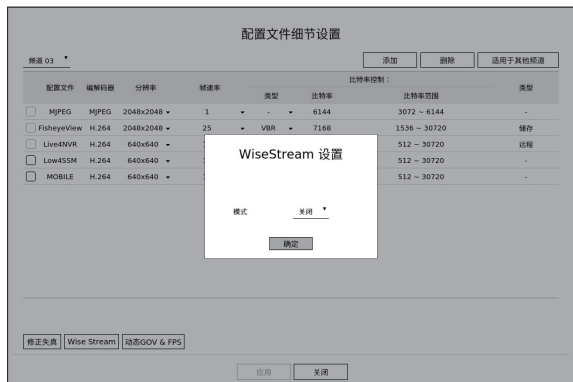 配置文件细节设置
频道 03
添加 删除 适用于其他频道
配置文件 编解码器 分辨率 帧速率 比特率控制： 类型
类型 比特率 比特率范围
MJPEG MJPEG 2048x2048 1 - 6144 3072 ~ 6144 -
FisheyeView H.264 2048x2048 25 VBR 7168 1536 ~ 30720 储存
Live4NVR H.264 640x640 512 ~ 30720 远程
Low4SSM H.264 640x640 512 ~ 30720 -
MOBILE H.264 640x640 512 ~ 30720 -
WiseStream 设置
模式 关闭
确定
修正失真 Wise Stream 动态GOV & FPS
应用 关闭